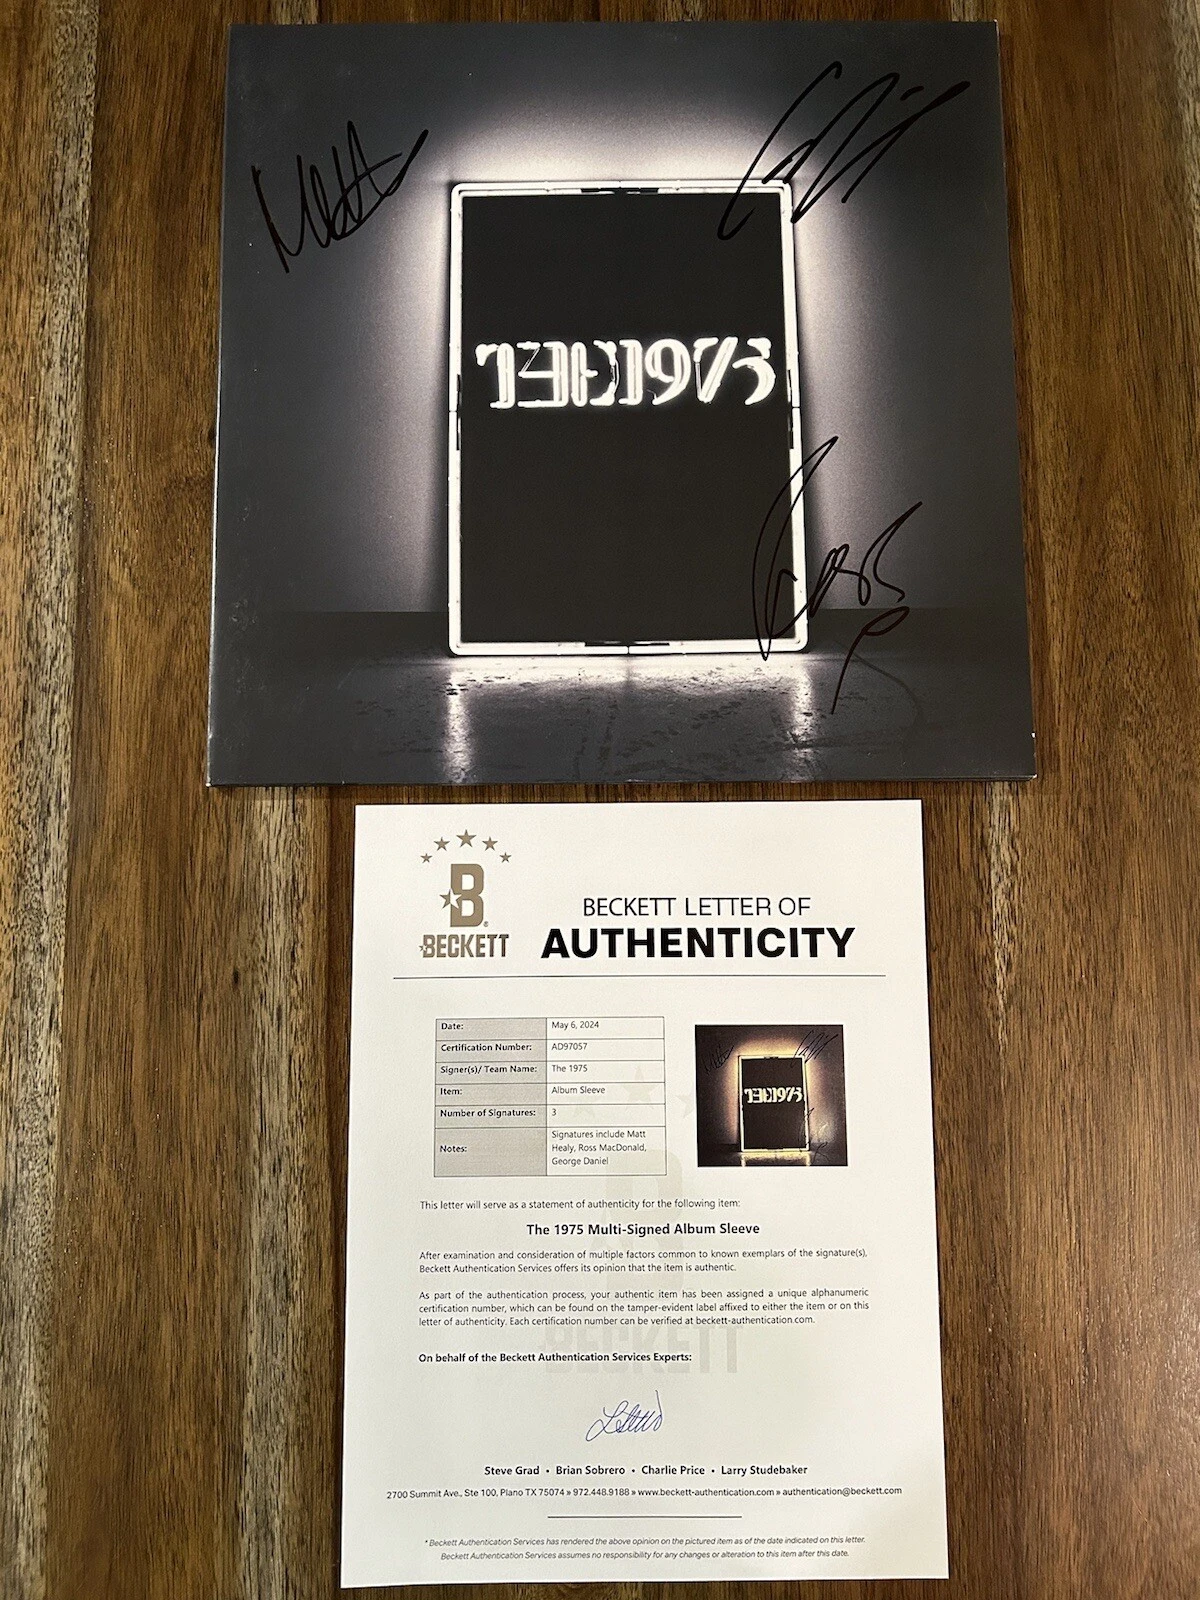 Matt
THE1975
Ross
BECKETT
BECKETT LETTER OF
AUTHENTICITY
Date: May 6, 2024
Certification Number: AD97057
Signer(s)/ Team Name: The 1975
Item: Album Sleeve
Number of Signatures: 3
Notes: Signatures include Matt
Healy, Ross MacDonald,
George Daniel
THE1975
This letter will serve as a statement of authenticity for the following item:
The 1975 Multi-Signed Album Sleeve
After examination and consideration of multiple factors common to known exemplars of the signature(s),
Beckett Authentication Services offers its opinion that the item is authentic.
As part of the authentication process, your authentic item has been assigned a unique alphanumeric
certification number, which can be found on the tamper-evident label affixed to either the item or on this
letter of authenticity. Each certification number can be verified at beckett-authentication.com.
BECKETT
On behalf of the Beckett Authentication Services Experts:
Steve Grad • Brian Sobrero • Charlie Price • Larry Studebaker
2700 Summit Ave., Ste 100, Plano TX 75074 » 972.448.9188 » www.beckett-authentication.com » authentication@beckett.com
* Beckett Authentication Services has rendered the above opinion on the pictured item as of the date indicated on this letter.
Beckett Authentication Services assumes no responsibility for any changes or alteration to this item after this date.